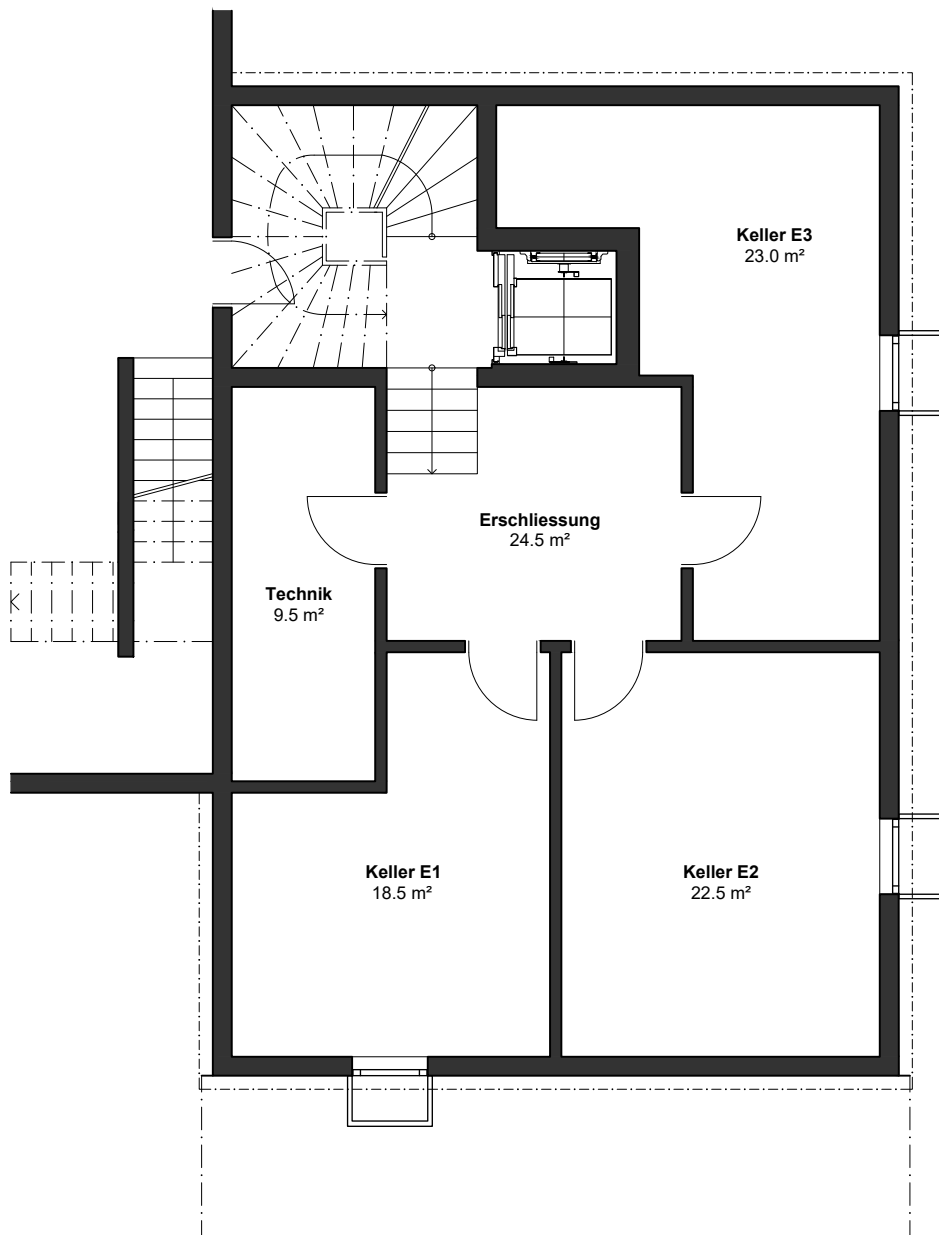 Keller E3
23.0 m²
Erschliessung
24.5 m²
Technik
9.5 m²
Keller E1
18.5 m²
Keller E2
22.5 m²